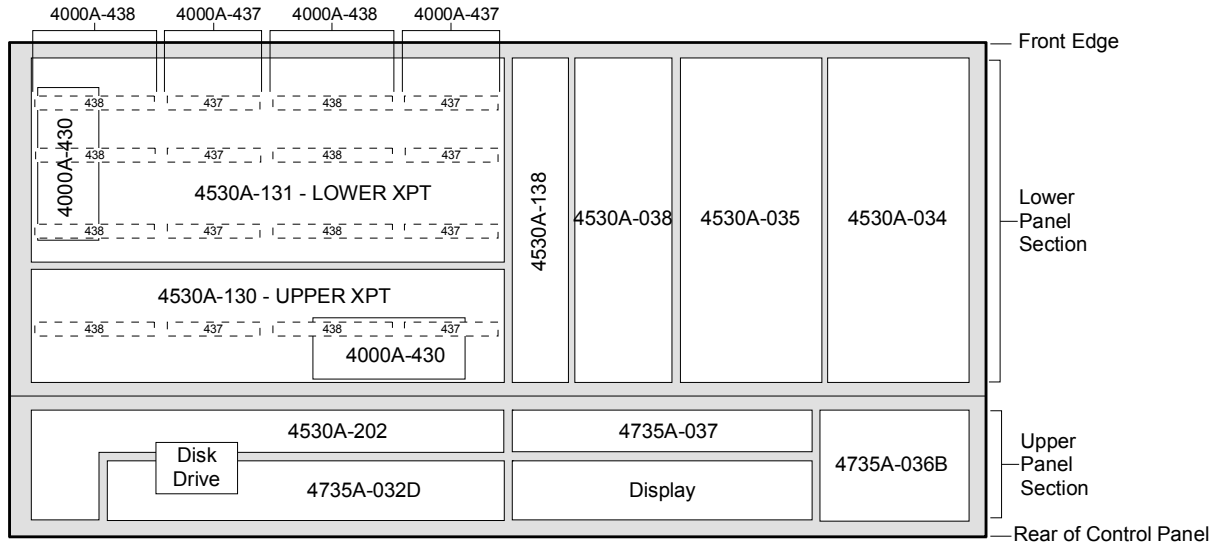 4000A-438 4000A-437 4000A-438 4000A-437
Front Edge
438 437 438 437
4000A-430
438 437 438 437
4530A-131 - LOWER XPT
438 437 438 437
4530A-138
4530A-038
4530A-035
4530A-034
Lower
Panel
Section
4530A-130 - UPPER XPT
438 437 438 437
4000A-430
4530A-202
4735A-037
Disk
Drive
4735A-032D
Display
4735A-036B
Upper
Panel
Section
Rear of Control Panel